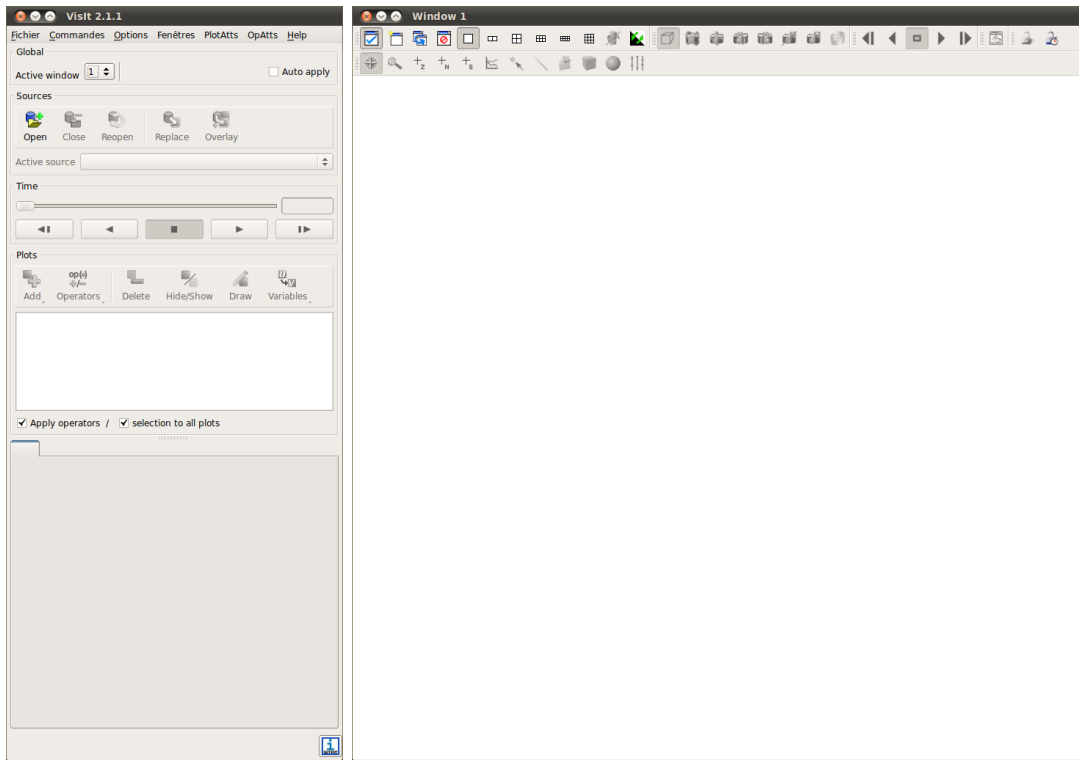 VisIt 2.1.1
Fichier Commandes Options Fenêtres PlotAtts OpAtts Help
Global
Active window 1 Auto apply
Sources
Open Close Reopen Replace Overlay
Active source
Time
Plots
op(v)
+/-
Add Operators Delete Hide/Show Draw Variables
Apply operators / selection to all plots
Window 1
+z +N +s